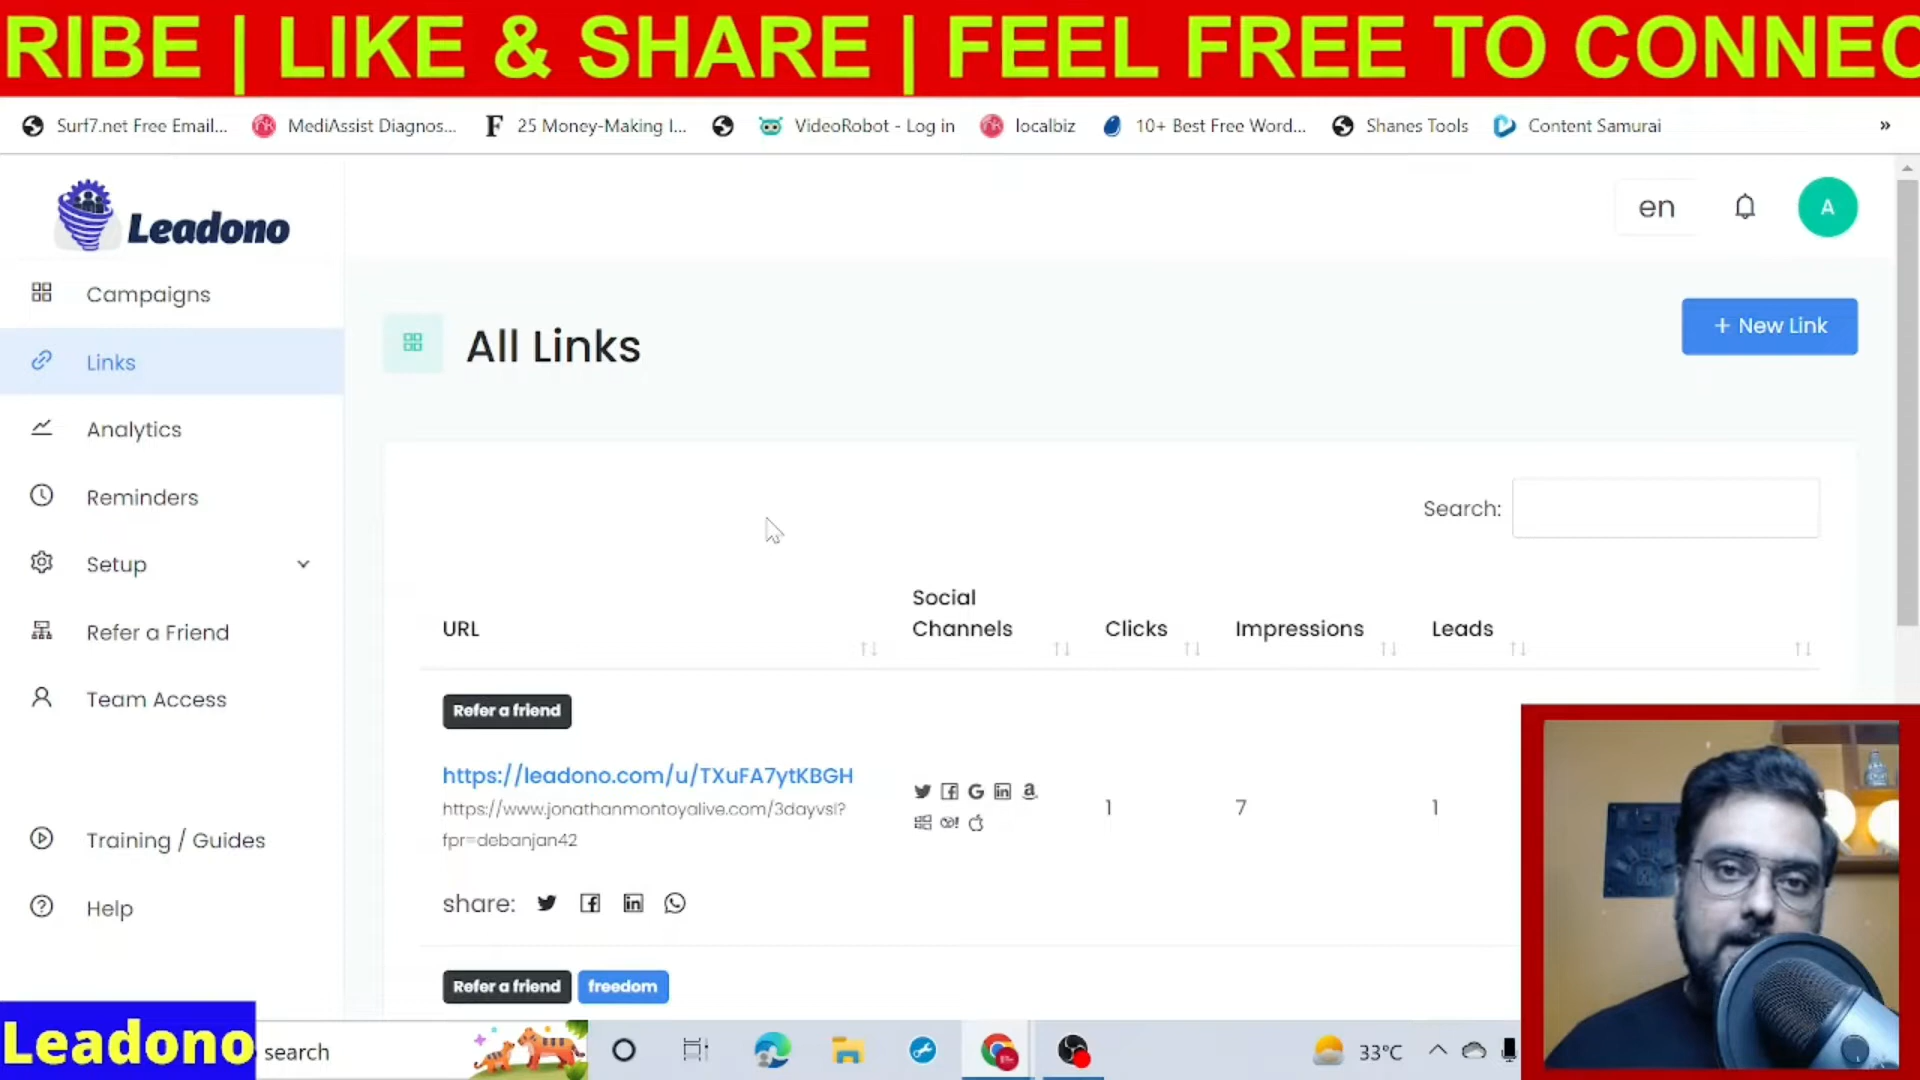 RIBE | LIKE & SHARE | FEEL FREE TO CONNEC
Surf7.net Free Email... MediAssist Diagnos... 25 Money-Making I... VideoRobot - Log in localbiz 10+ Best Free Word... Shanes Tools Content Samurai »
Leadono
en
A
Campaigns
Links
Analytics
Reminders
Setup
Refer a Friend
Team Access
Training / Guides
Help
All Links
+ New Link
Search:
URL
Social
Channels
Clicks
Impressions
Leads
Refer a friend
https://leadono.com/u/TXuFA7ytKBGH
https://www.jonathanmontoyalive.com/3dayvsl?
fpr=debanjan42
1
7
1
share:
Refer a friend freedom
Leadono
search
33°C